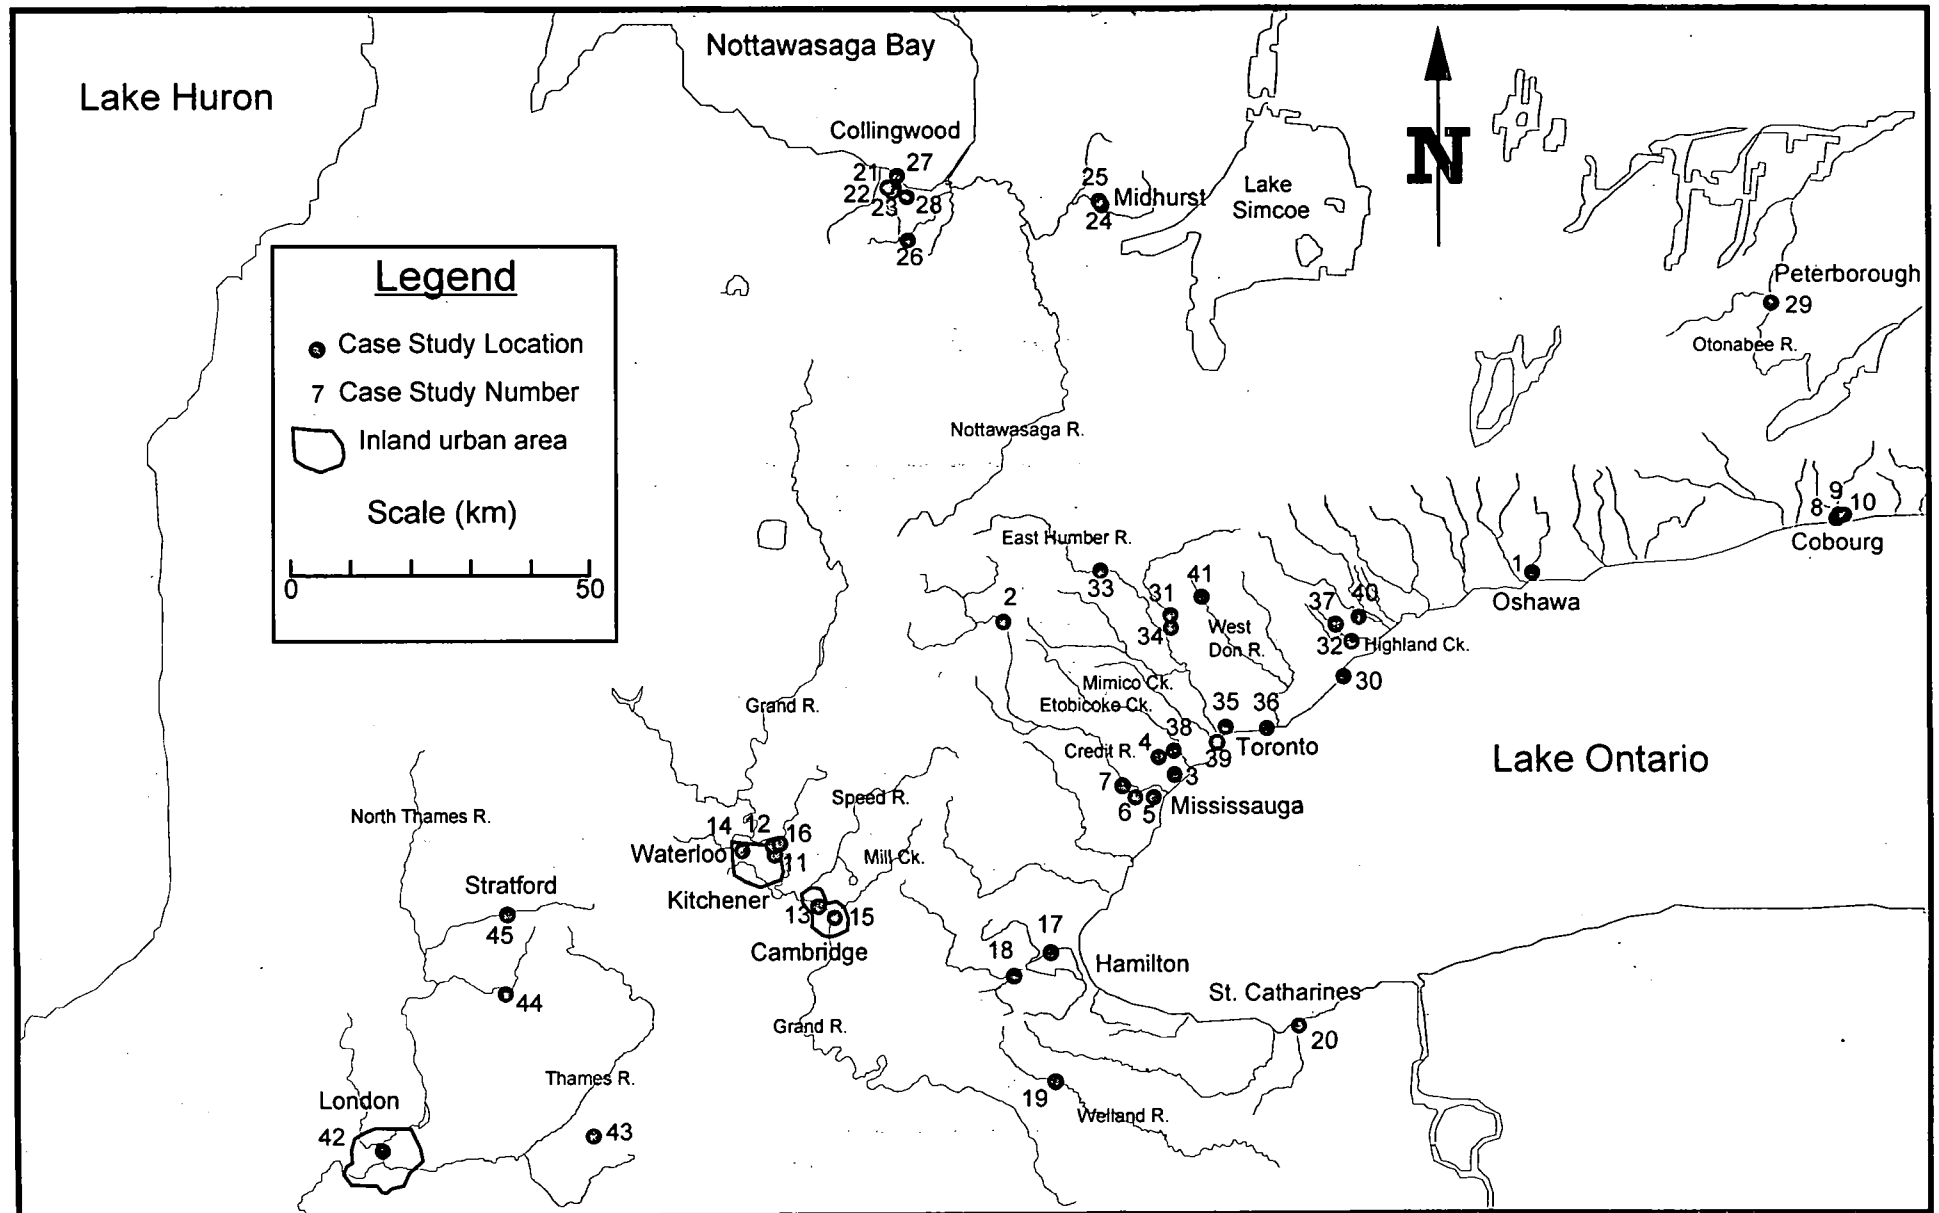 Nottawasaga Bay
Lake Huron
Collingwood
21
27
22
23
28
26
25
Midhurst
24
Lake
Simcoe
N
Peterborough
29
Otonabee R.
Legend
Case Study Location
7 Case Study Number
Inland urban area
Scale (km)
0
50
Nottawasaga R.
East Humber R.
33
2
31
34
41
West
Don R.
37
40
32
Highland Ck.
30
1
Oshawa
9
8
10
Cobourg
Mimico Ck.
Etobicoke Ck.
Grand R.
35
36
38
Toronto
39
Credit R.
4
3
7
6
5
Mississauga
Lake Ontario
North Thames R.
Speed R.
14
12
16
Waterloo
11
Mill Ck.
Kitchener
13
15
Cambridge
Stratford
45
44
17
18
Hamilton
St. Catharines
20
Grand R.
Thames R.
London
42
43
19
Welland R.